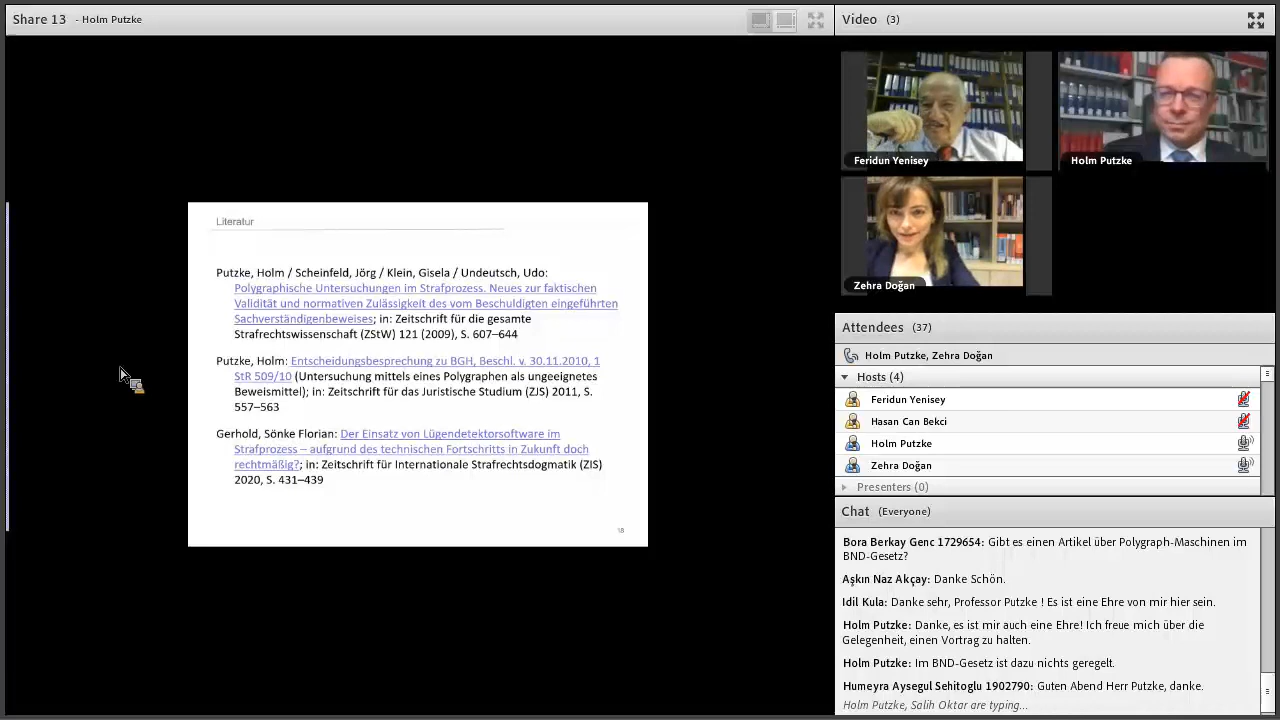 Share 13 - Holm Putzke
Literatur
Putzke, Holm / Scheinfeld, Jörg / Klein, Gisela / Undeutsch, Udo:
Polygraphische Untersuchungen im Strafprozess. Neues zur faktischen
Validität und normativen Zulässigkeit des vom Beschuldigten eingeführten
Sachverständigenbeweises; in: Zeitschrift für die gesamte
Strafrechtswissenschaft (ZStW) 121 (2009), S. 607–644
Putzke, Holm: Entscheidungsbesprechung zu BGH, Beschl. v. 30.11.2010, 1
StR 509/10 (Untersuchung mittels eines Polygraphen als ungeeignetes
Beweismittel); in: Zeitschrift für das Juristische Studium (ZJS) 2011, S.
557–563
Gerhold, Sönke Florian: Der Einsatz von Lügendetektorsoftware im
Strafprozess – aufgrund des technischen Fortschritts in Zukunft doch
rechtmäßig?; in: Zeitschrift für Internationale Strafrechtsdogmatik (ZIS)
2020, S. 431–439
18
Video (3)
Feridun Yenisey
Holm Putzke
Zehra Doğan
Attendees (37)
Holm Putzke, Zehra Doğan
Hosts (4)
Feridun Yenisey
Hasan Can Bekci
Holm Putzke
Zehra Doğan
Presenters (0)
Chat (Everyone)
Bora Berkay Genc 1729654: Gibt es einen Artikel über Polygraph-Maschinen im
BND-Gesetz?
Aşkın Naz Akçay: Danke Schön.
Idil Kula: Danke sehr, Professor Putzke ! Es ist eine Ehre von mir hier sein.
Holm Putzke: Danke, es ist mir auch eine Ehre! Ich freue mich über die
Gelegenheit, einen Vortrag zu halten.
Holm Putzke: Im BND-Gesetz ist dazu nichts geregelt.
Humeyra Aysegul Sehitoglu 1902790: Guten Abend Herr Putzke, danke.
Holm Putzke, Salih Oktar are typing...